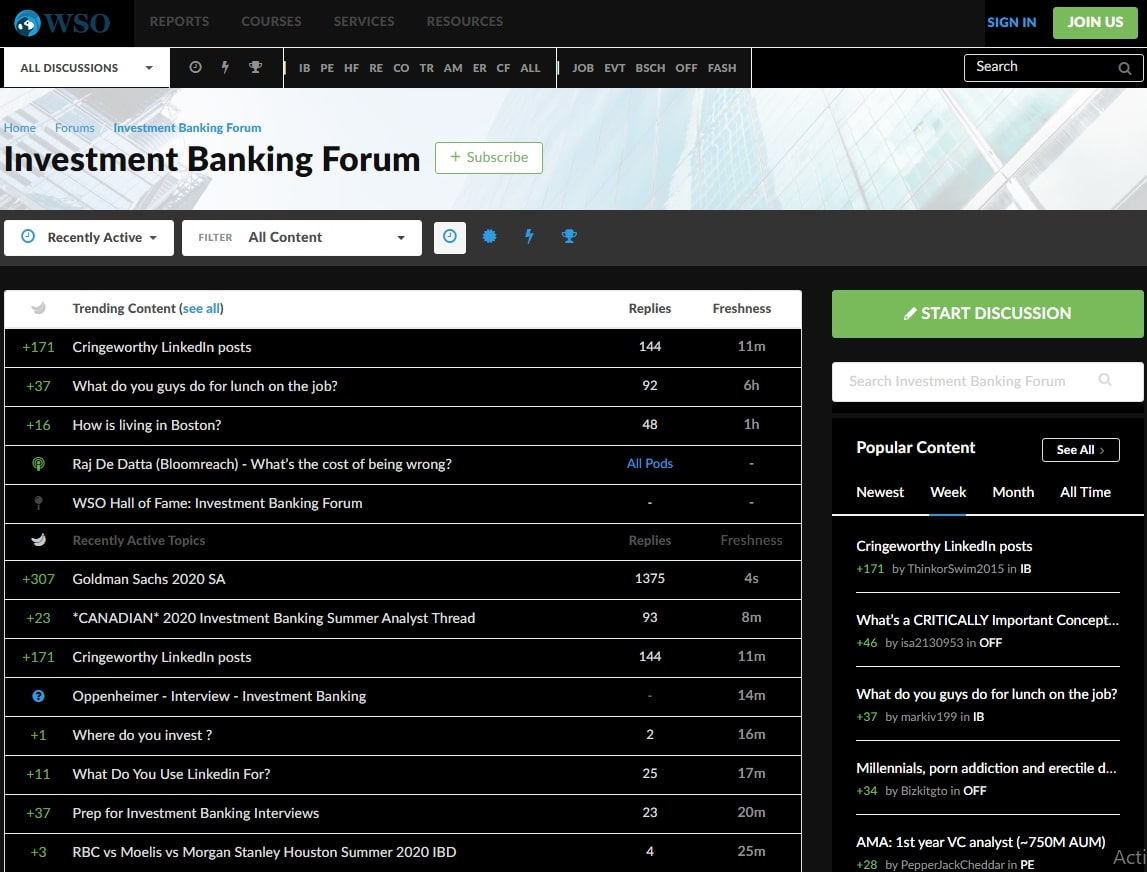 WSO REPORTS COURSES SERVICES RESOURCES SIGN IN JOIN US
ALL DISCUSSIONS IB PE HF RE CO TR AM ER CF ALL JOB EVT BSCH OFF FASH Search
Home Forums Investment Banking Forum
Investment Banking Forum + Subscribe
Recently Active FILTER All Content
Trending Content (see all) Replies Freshness
+171 Cringeworthy LinkedIn posts 144 11m
+37 What do you guys do for lunch on the job? 92 6h
+16 How is living in Boston? 48 1h
Raj De Datta (Bloomreach) - What's the cost of being wrong? All Pods -
WSO Hall of Fame: Investment Banking Forum - -
Recently Active Topics Replies Freshness
+307 Goldman Sachs 2020 SA 1375 4s
+23 *CANADIAN* 2020 Investment Banking Summer Analyst Thread 93 8m
+171 Cringeworthy LinkedIn posts 144 11m
Oppenheimer - Interview - Investment Banking - 14m
+1 Where do you invest ? 2 16m
+11 What Do You Use Linkedin For? 25 17m
+37 Prep for Investment Banking Interviews 23 20m
+3 RBC vs Moelis vs Morgan Stanley Houston Summer 2020 IBD 4 25m
START DISCUSSION
Search Investment Banking Forum
Popular Content See All >
Newest Week Month All Time
Cringeworthy LinkedIn posts
+171 by ThinkorSwim2015 in IB
What's a CRITICALLY Important Concept...
+46 by isa2130953 in OFF
What do you guys do for lunch on the job?
+37 by markiv199 in IB
Millennials, porn addiction and erectile d...
+34 by Bizkitgto in OFF
AMA: 1st year VC analyst (~750M AUM)
+28 by PepperJackCheddar in PE
Acti